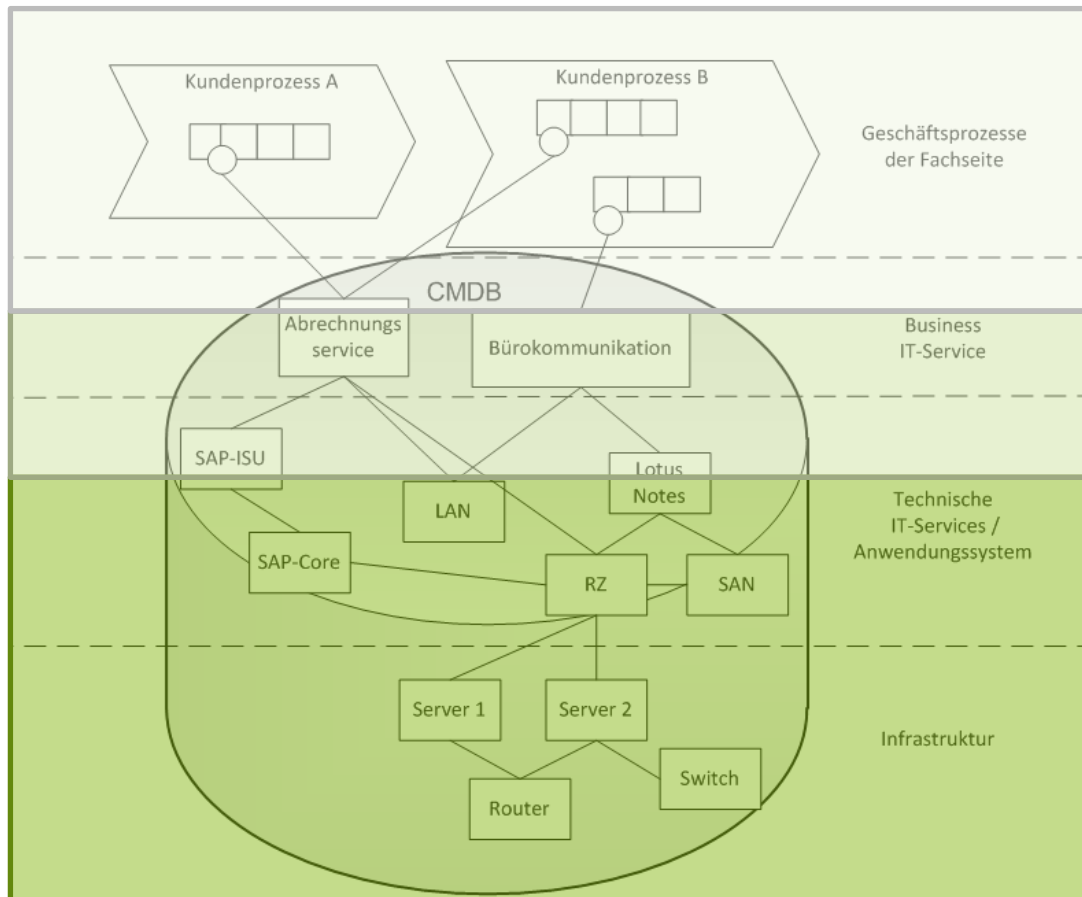 Kundenprozess A
Kundenprozess B
Geschäftsprozesse
der Fachseite
CMDB
Abrechnungs
service
Bürokommunikation
Business
IT-Service
SAP-ISU
Lotus
Notes
LAN
Technische
IT-Services /
Anwendungssystem
SAP-Core
RZ
SAN
Server 1
Server 2
Infrastruktur
Switch
Router